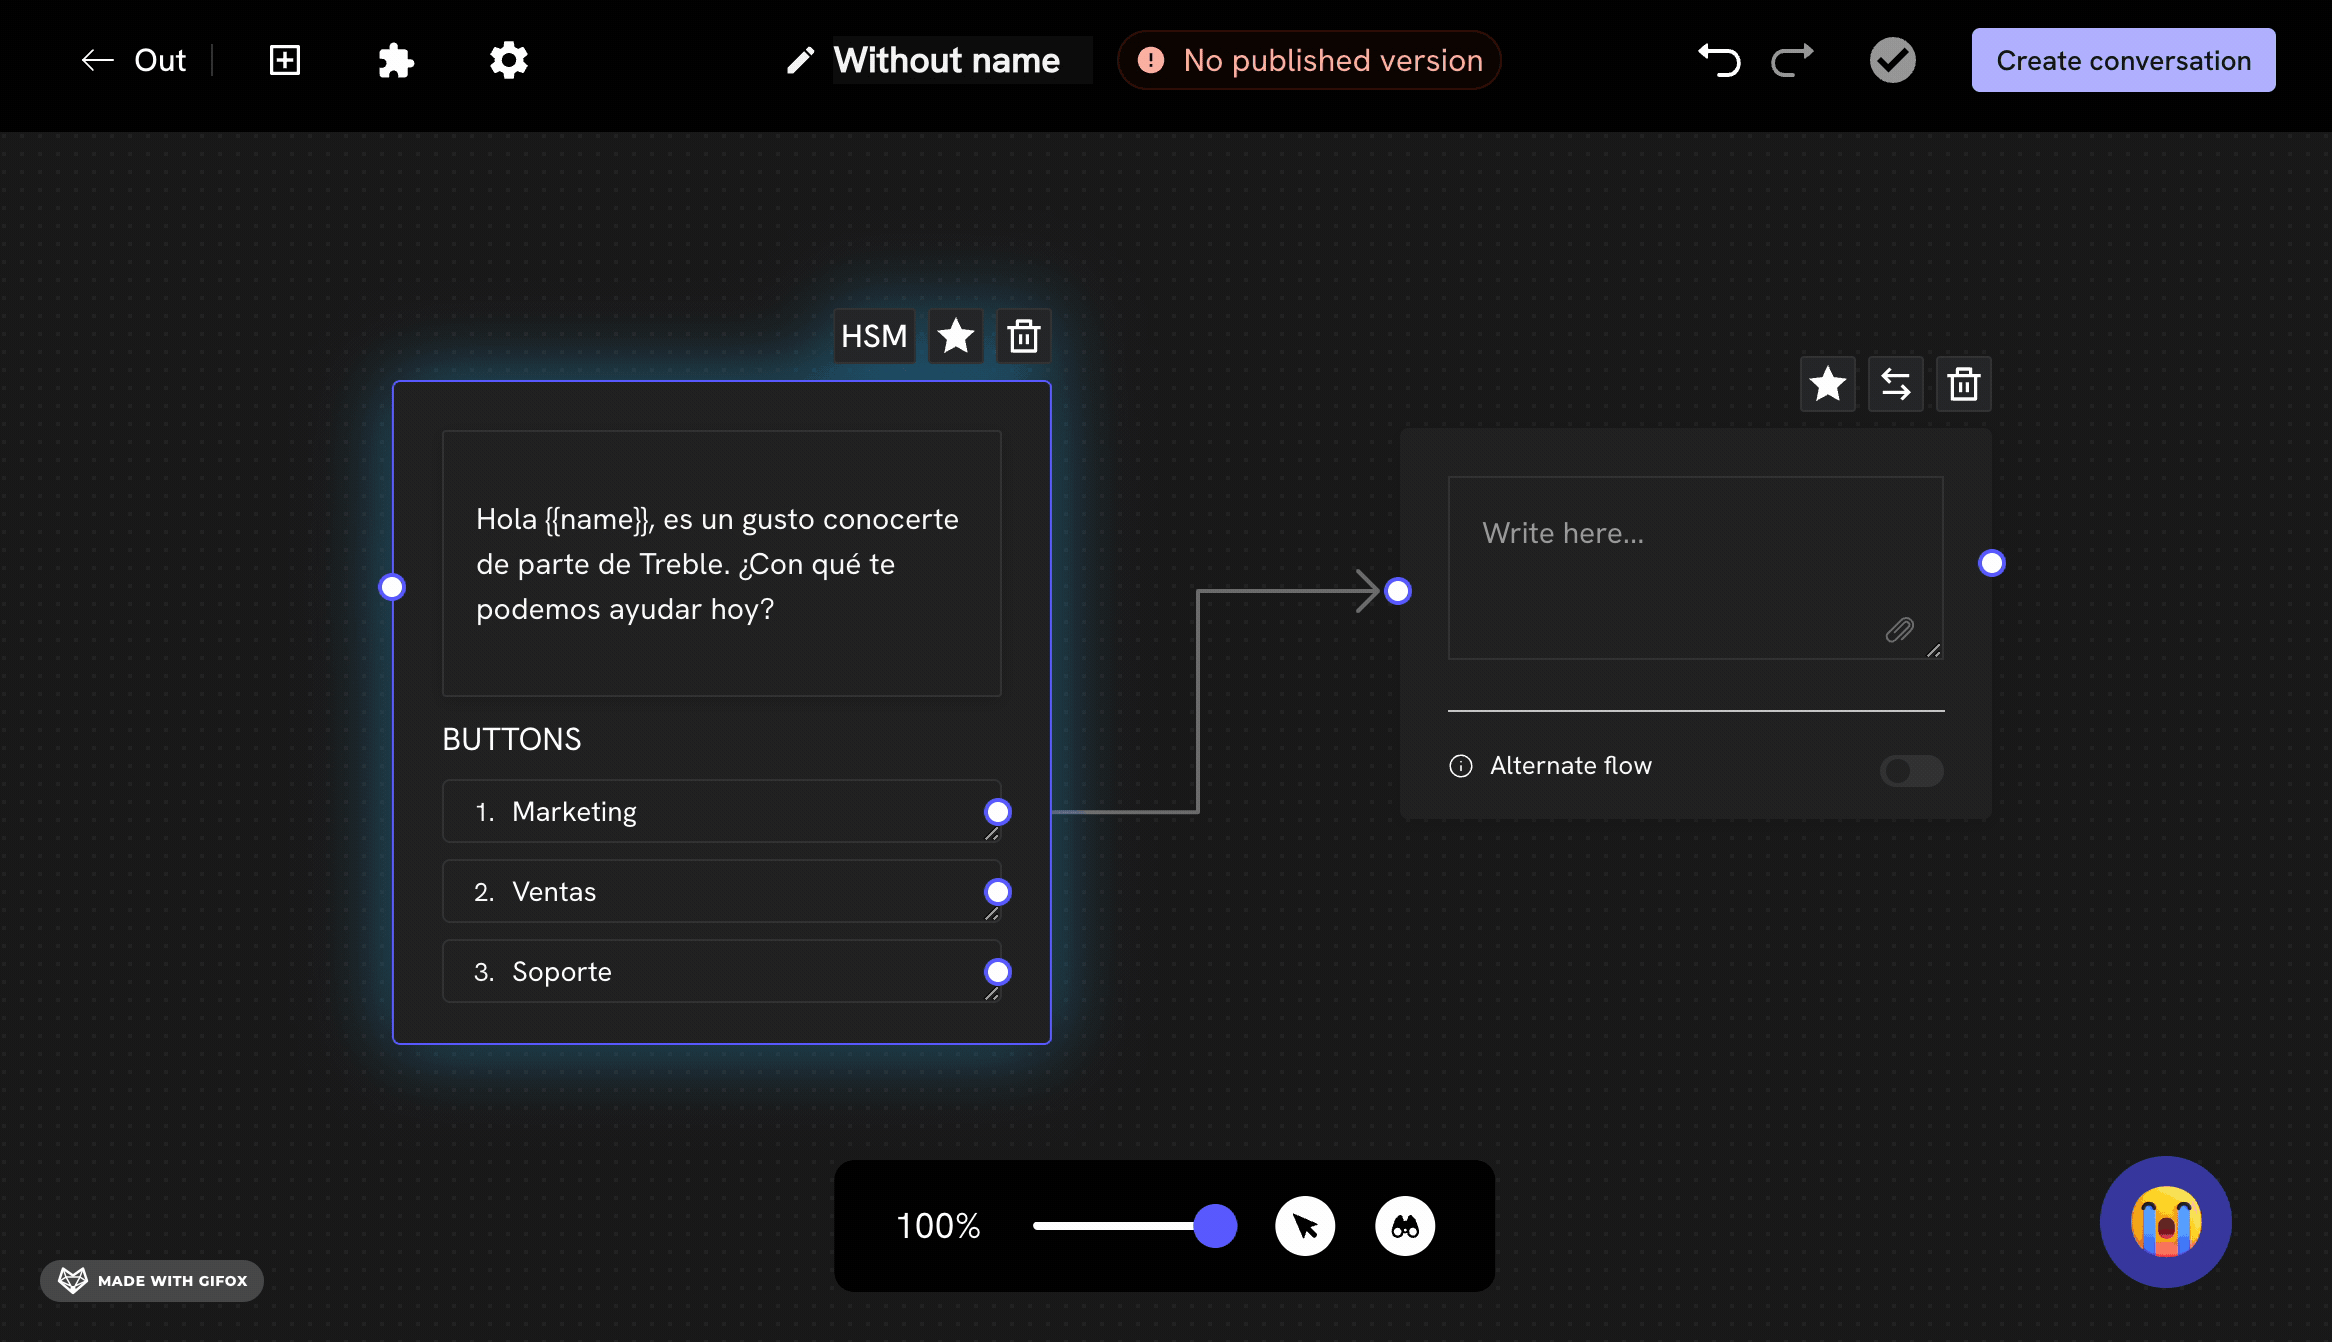 Out
Without name
No published version
Create conversation
HSM
Hola {{name}}, es un gusto conocerte
de parte de Treble. ¿Con qué te
podemos ayudar hoy?
BUTTONS
1. Marketing
2. Ventas
3. Soporte
Write here...
Alternate flow
100%
MADE WITH GIFOX